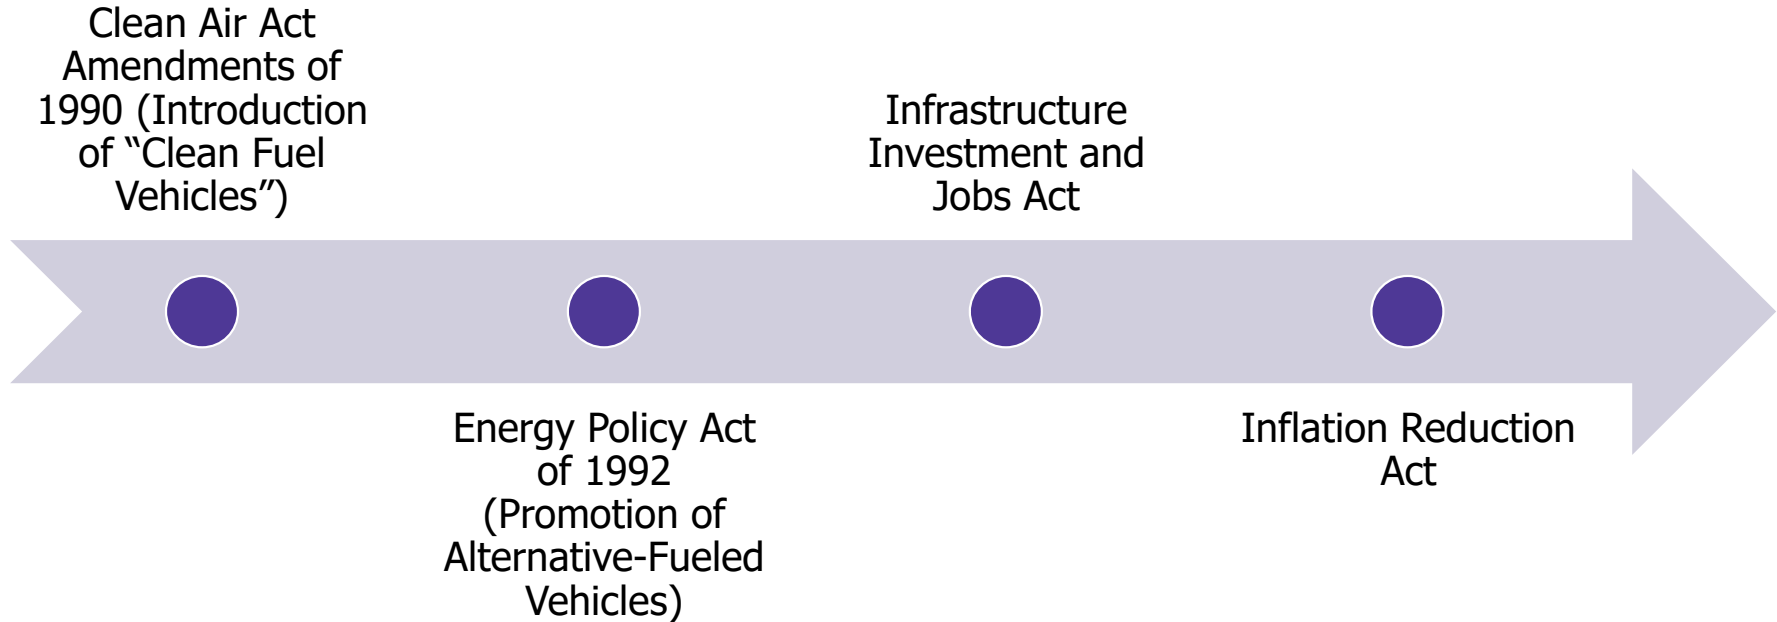 Clean Air Act
Amendments of
1990 (Introduction
of “Clean Fuel
Vehicles”)
Energy Policy Act
of 1992
(Promotion of
Alternative-Fueled
Vehicles)
Infrastructure
Investment and
Jobs Act
Inflation Reduction
Act